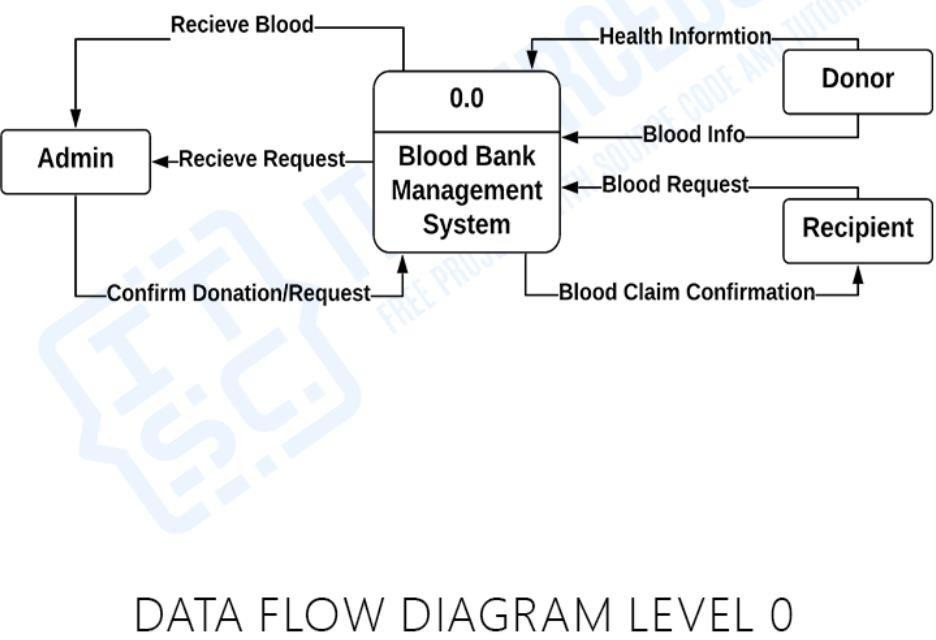 Recieve Blood
Health Informtion
Donor
0.0
Blood Info
Admin
Recieve Request
Blood Bank
Management
System
Blood Request
Recipient
Confirm Donation/Request
Blood Claim Confirmation
ITSC
DATA FLOW DIAGRAM LEVEL 0